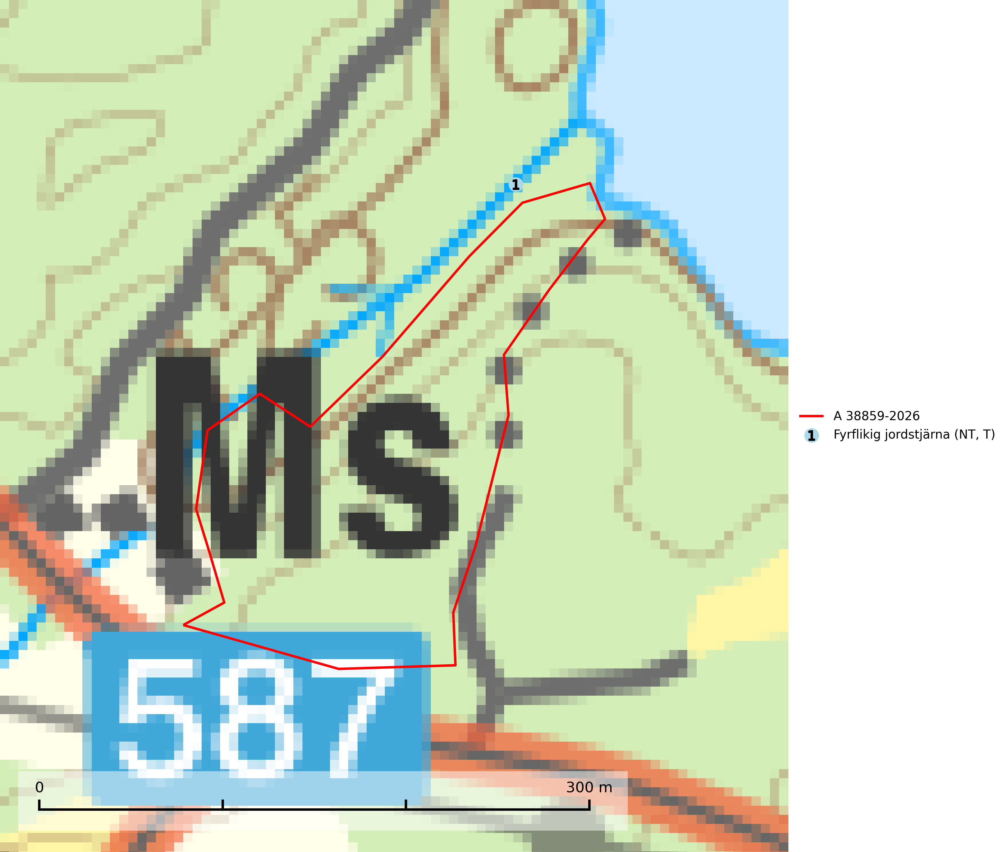 1
Ms
587
0 300 m
A 38859-2026
1 Fyrflikig jordstjärna (NT, T)